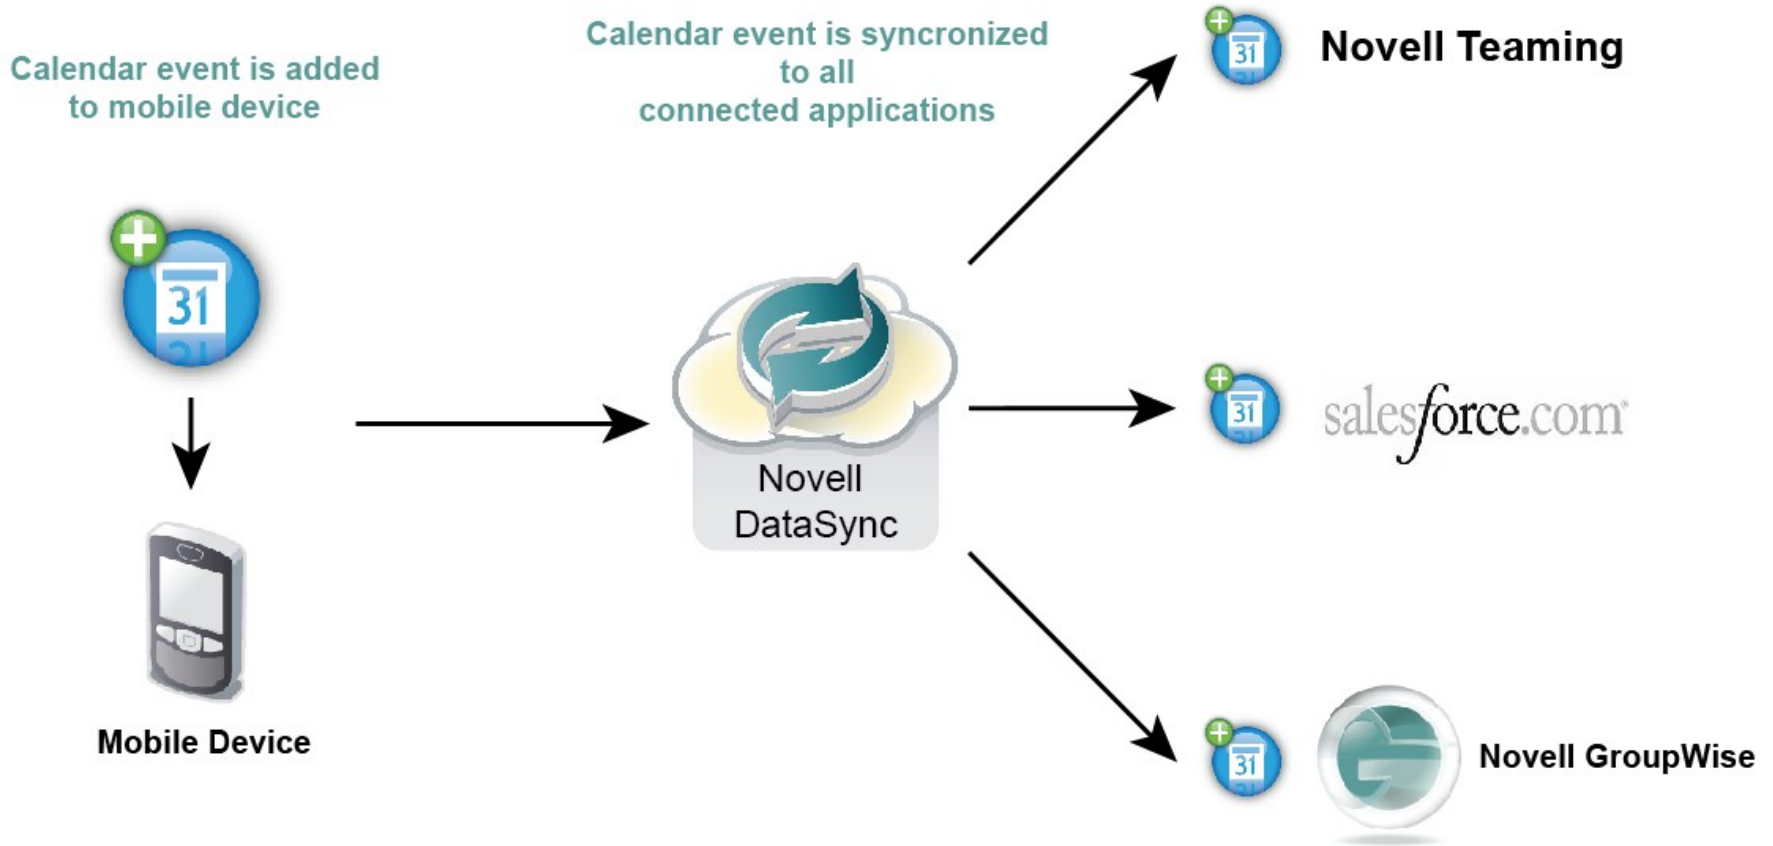 Calendar event is added
to mobile device
Calendar event is syncronized
to all
connected applications
31
Mobile Device
Novell
DataSync
31
Novell Teaming
31
salesforce.com®
31
Novell GroupWise